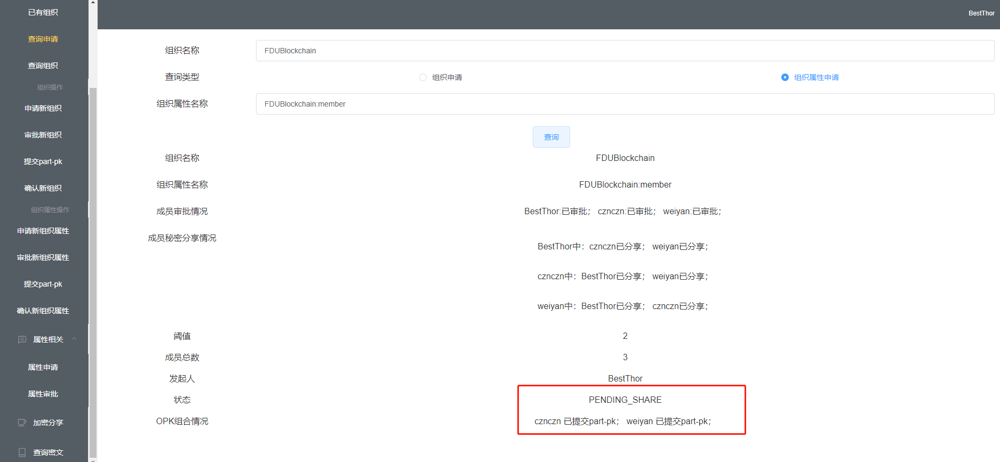 已有组织
查询申请
查询组织
组织操作
申请新组织
审批新组织
提交part-pk
确认新组织
组织属性操作
申请新组织属性
审批新组织属性
提交part-pk
确认新组织属性
属性相关
属性申请
属性审批
加密分享
查询密文
BestThor
组织名称 FDUBlockchain
查询类型 组织申请 组织属性申请
组织属性名称 FDUBlockchain:member
查询
组织名称 FDUBlockchain
组织属性名称 FDUBlockchain:member
成员审批情况 BestThor:已审批； cznczn:已审批； weiyan:已审批；
成员秘密分享情况
BestThor中：cznczn已分享； weiyan已分享；
cznczn中：BestThor已分享； weiyan已分享；
weiyan中：BestThor已分享； cznczn已分享；
阈值 2
成员总数 3
发起人 BestThor
状态 PENDING_SHARE
OPK组合情况 cznczn 已提交part-pk； weiyan 已提交part-pk；